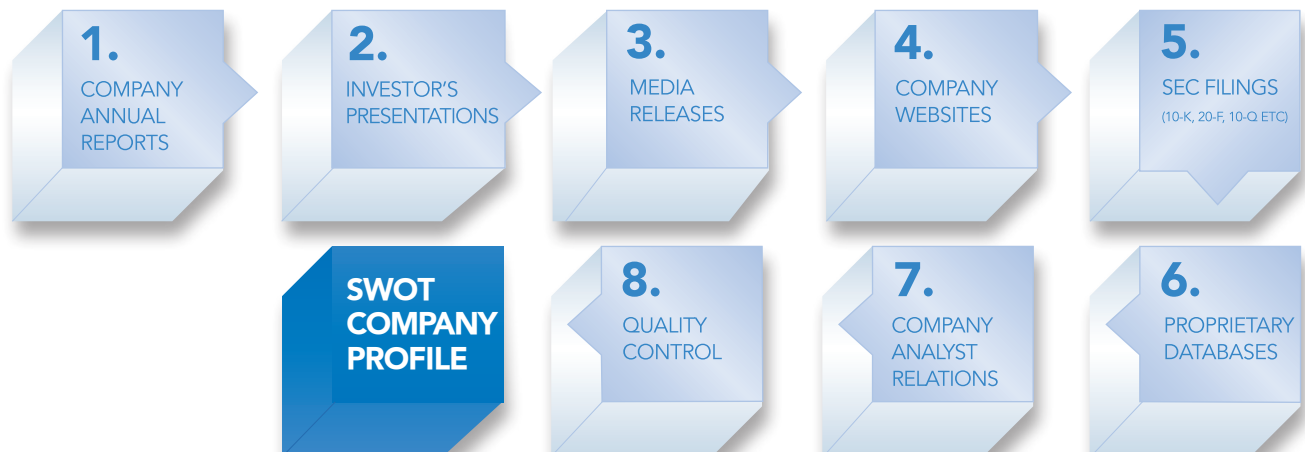 1.
COMPANY
ANNUAL
REPORTS
2.
INVESTOR'S
PRESENTATIONS
3.
MEDIA
RELEASES
4.
COMPANY
WEBSITES
5.
SEC FILINGS
(10-K, 20-F, 10-Q ETC)
SWOT
COMPANY
PROFILE
8.
QUALITY
CONTROL
7.
COMPANY
ANALYST
RELATIONS
6.
PROPRIETARY
DATABASES